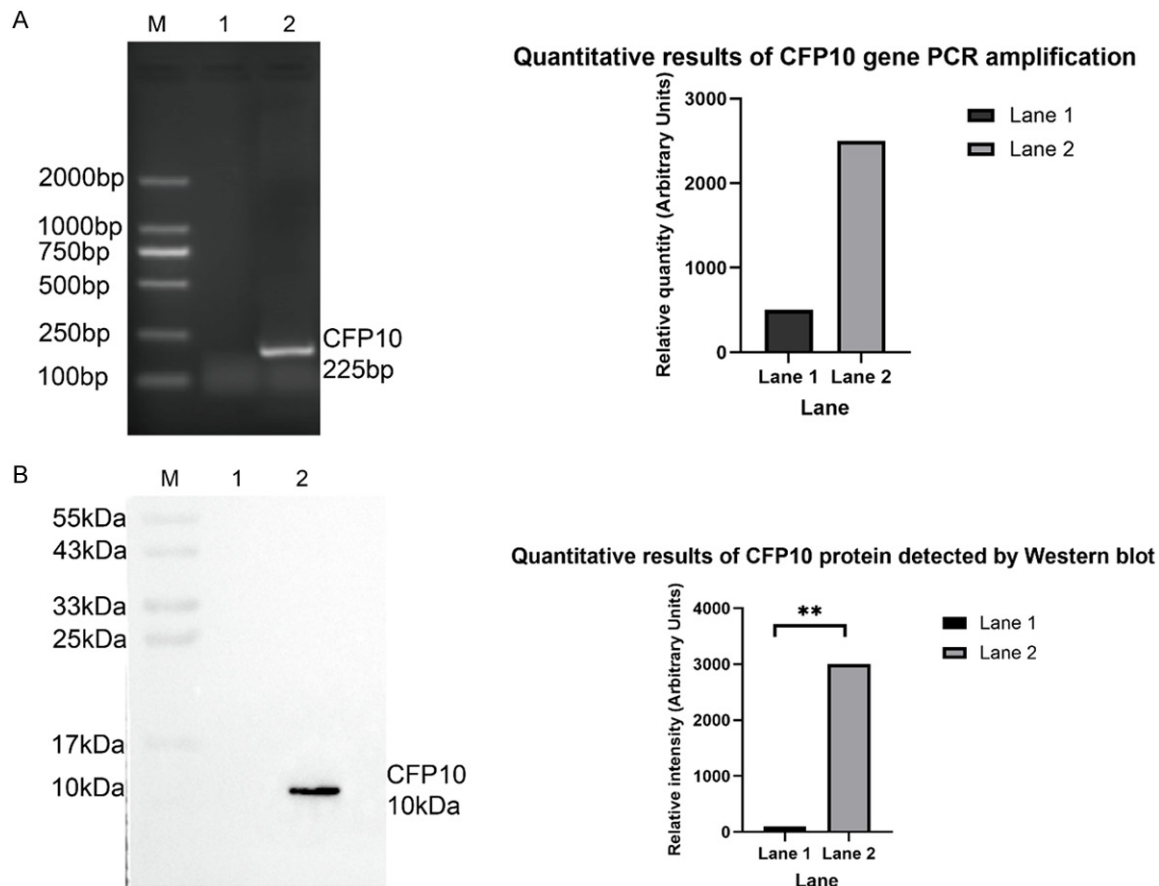 A
M 1 2
2000bp
1000bp
750bp
500bp
250bp
100bp
CFP10
225bp
Quantitative results of CFP10 gene PCR amplification
Relative quantity (Arbitrary Units)
3000
2000
1000
0
Lane 1 Lane 2
Lane
Lane 1
Lane 2
B
M 1 2
55kDa
43kDa
33kDa
25kDa
17kDa
10kDa
CFP10
10kDa
Quantitative results of CFP10 protein detected by Western blot
Relative intensity (Arbitrary Units)
4000
3000
2000
1000
0
**
Lane 1 Lane 2
Lane
Lane 1
Lane 2